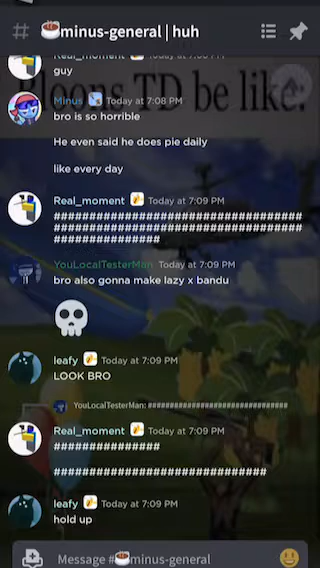 # ☕minus-general | huh
Real_moment
guy
Bloons TD be like:
Minus Today at 7:08 PM
bro is so horrible
He even said he does pie daily
like every day
Real_moment Today at 7:09 PM
##################################
##################################
###############
YouLocalTesterMan Today at 7:09 PM
bro also gonna make lazy x bandu
💀
leafy Today at 7:09 PM
LOOK BRO
YouLocalTesterMan: ##############################
Real_moment Today at 7:09 PM
###############
#############################
leafy Today at 7:09 PM
hold up
Message #☕minus-general